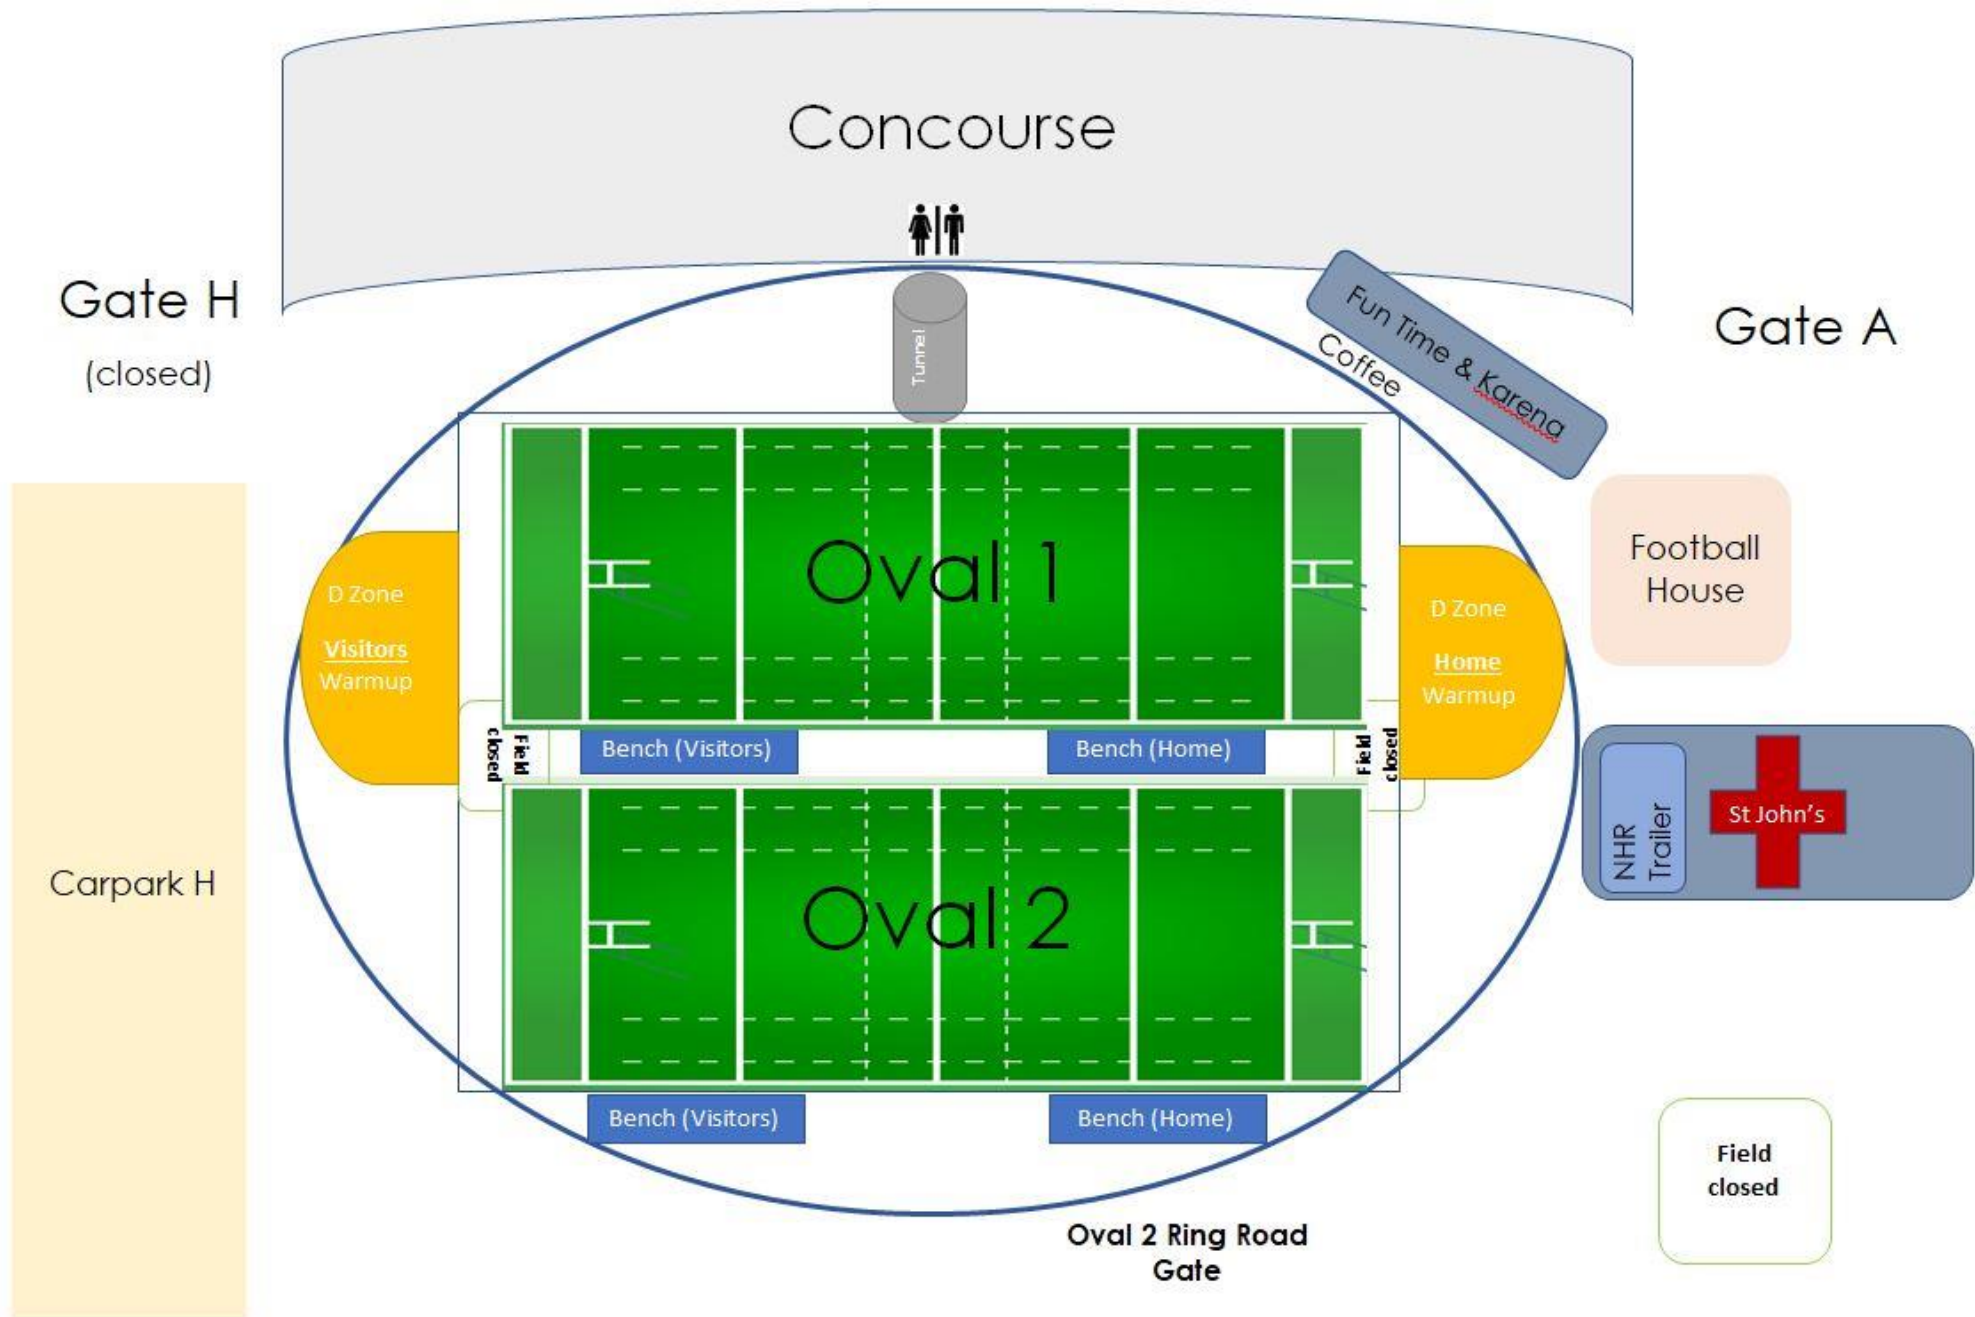 Concourse
Gate H
(closed)
Tunnel
Fun Time & Karena
Coffee
Gate A
Oval 1
D Zone
Visitors
Warmup
D Zone
Home
Warmup
Football
House
Field
closed
Bench (Visitors)
Bench (Home)
Field
closed
NHR
Trailer
St John’s
Carpark H
Oval 2
Bench (Visitors)
Bench (Home)
Field
closed
Oval 2 Ring Road
Gate